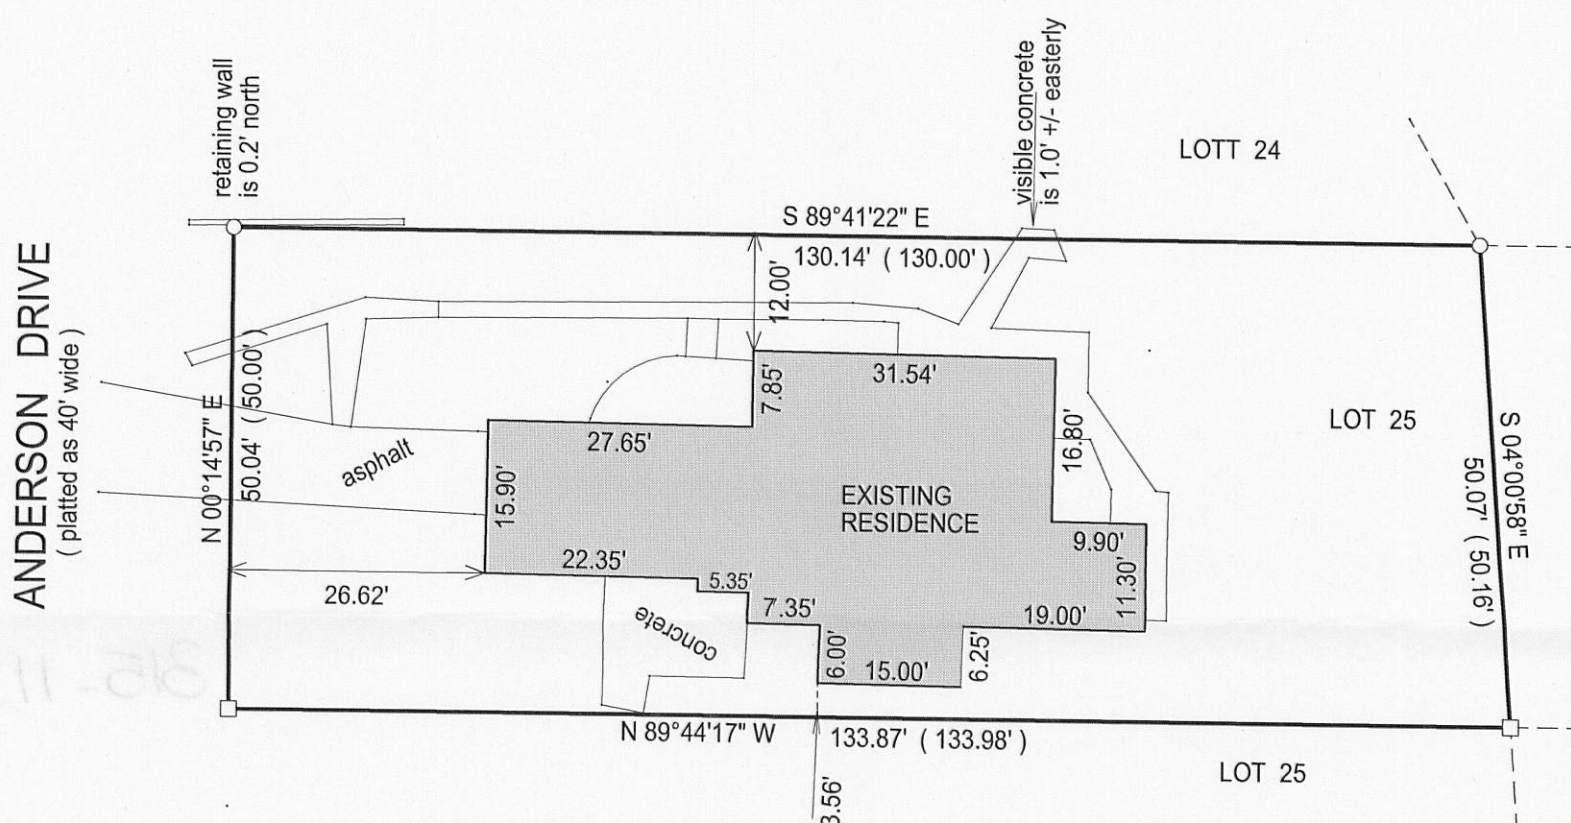 retaining wall
is 0.2' north
visible concrete
is 1.0' +/- easterly
LOTT 24
ANDERSON DRIVE
( platted as 40' wide )
S 89°41'22" E
130.14' ( 130.00' )
12.00'
N 00°14'57" E
50.04' ( 50.00' )
31.54'
7.85'
27.65'
asphalt
15.90'
16.80'
LOT 25
S 04°00'58" E
50.07' ( 50.16' )
EXISTING
RESIDENCE
9.90'
22.35'
5.35'
26.62'
7.35'
11.30'
19.00'
concrete
6.00'
15.00'
6.25'
N 89°44'17" W
133.87' ( 133.98' )
LOT 25
3.56'